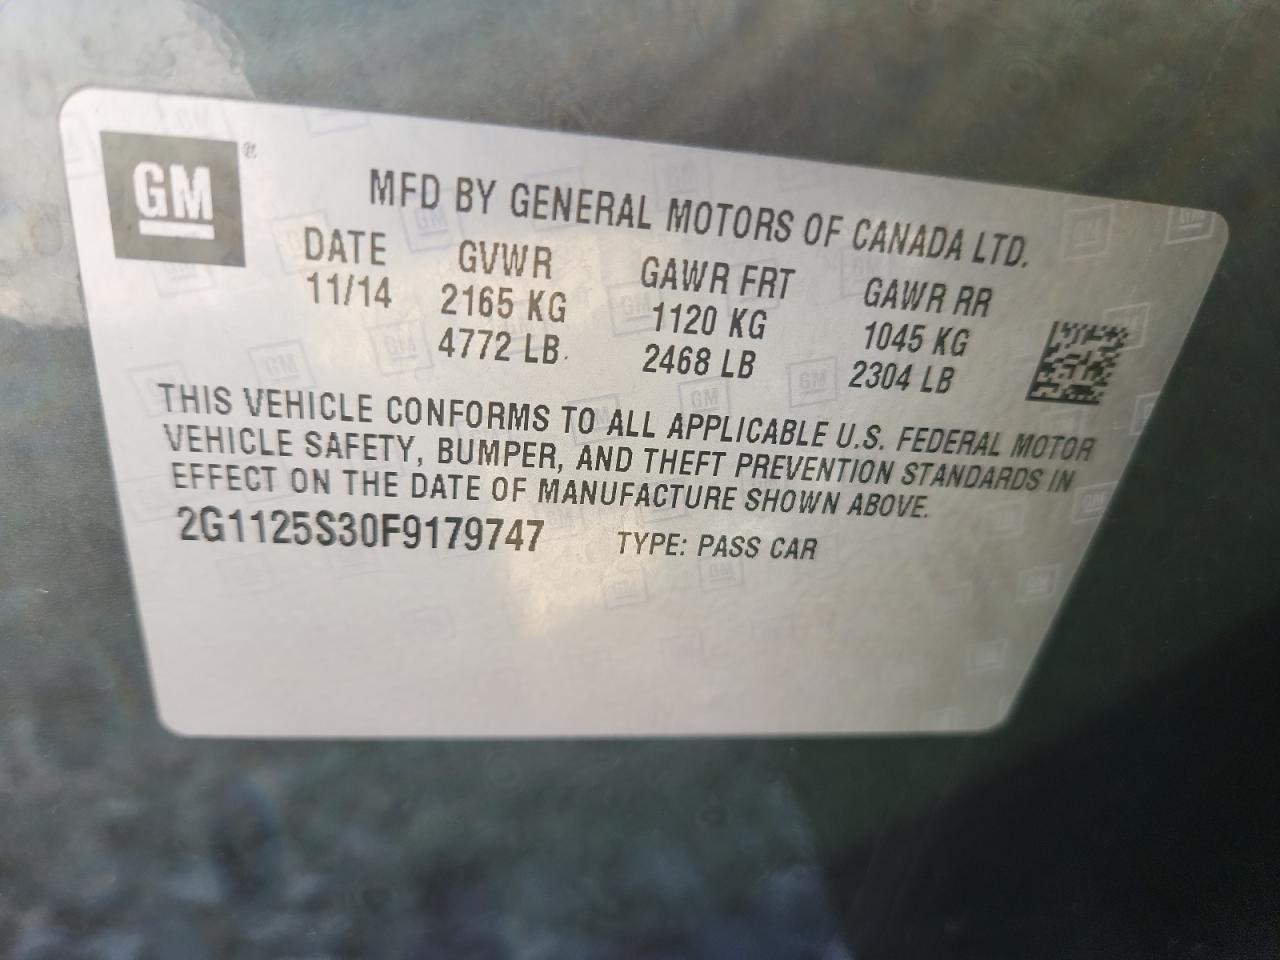 GM ®
MFD BY GENERAL MOTORS OF CANADA LTD.
DATE GVWR GAWR FRT GAWR RR
11/14 2165 KG 1120 KG 1045 KG
4772 LB 2468 LB 2304 LB
THIS VEHICLE CONFORMS TO ALL APPLICABLE U.S. FEDERAL MOTOR
VEHICLE SAFETY, BUMPER, AND THEFT PREVENTION STANDARDS IN
EFFECT ON THE DATE OF MANUFACTURE SHOWN ABOVE.
2G1125S30F9179747 TYPE: PASS CAR